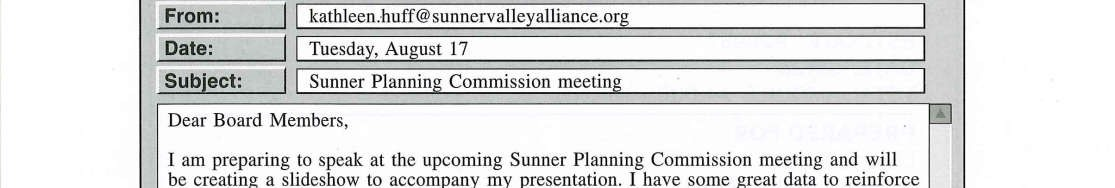 From: kathleen.huff@sunnervalleyalliance.org
Date: Tuesday, August 17
Subject: Sunner Planning Commission meeting
Dear Board Members,
I am preparing to speak at the upcoming Sunner Planning Commission meeting and will
be creating a slideshow to accompany my presentation. I have some great data to reinforce